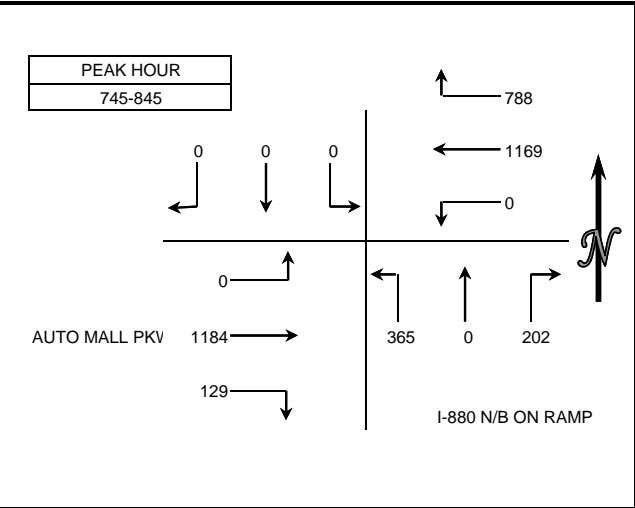 PEAK HOUR
745-845
788
0 0 0
1169
0
N
0
AUTO MALL PKW
1184
365 0 202
129
I-880 N/B ON RAMP